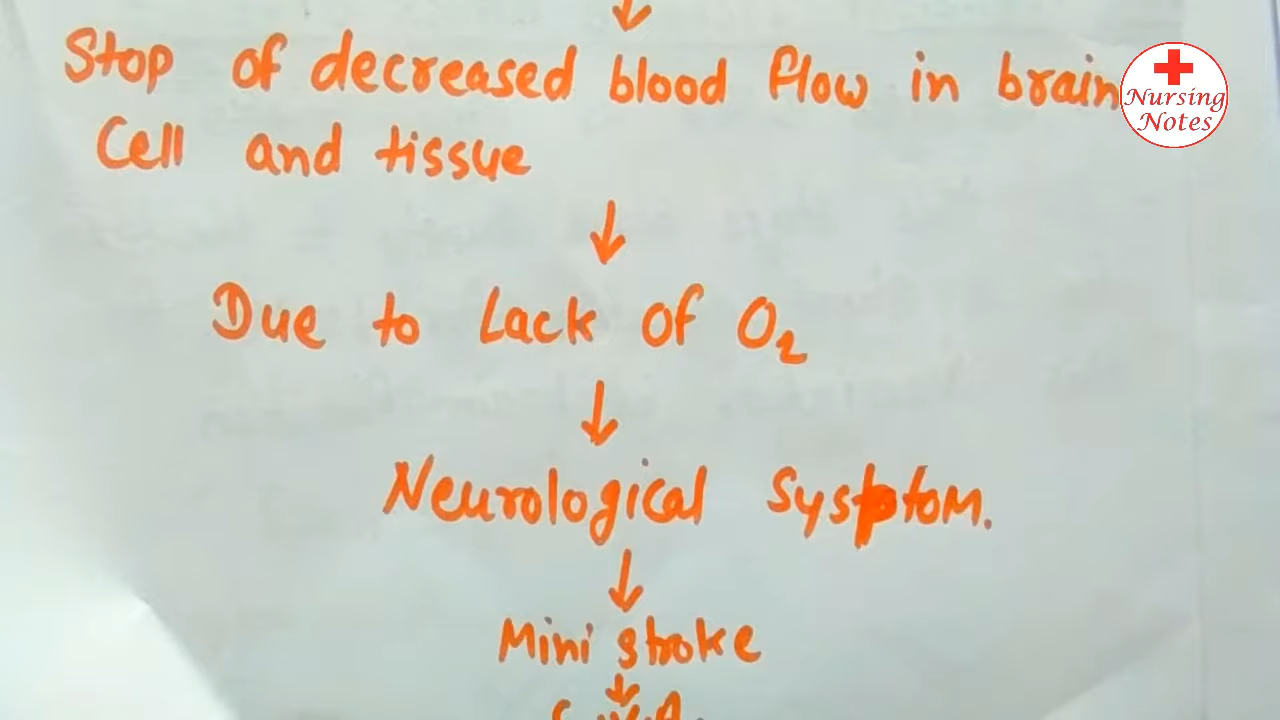 Stop of decreased blood flow in brain
Cell and tissue
Due to Lack of O₂
Neurological Systptom.
Mini stroke
Nursing
Notes